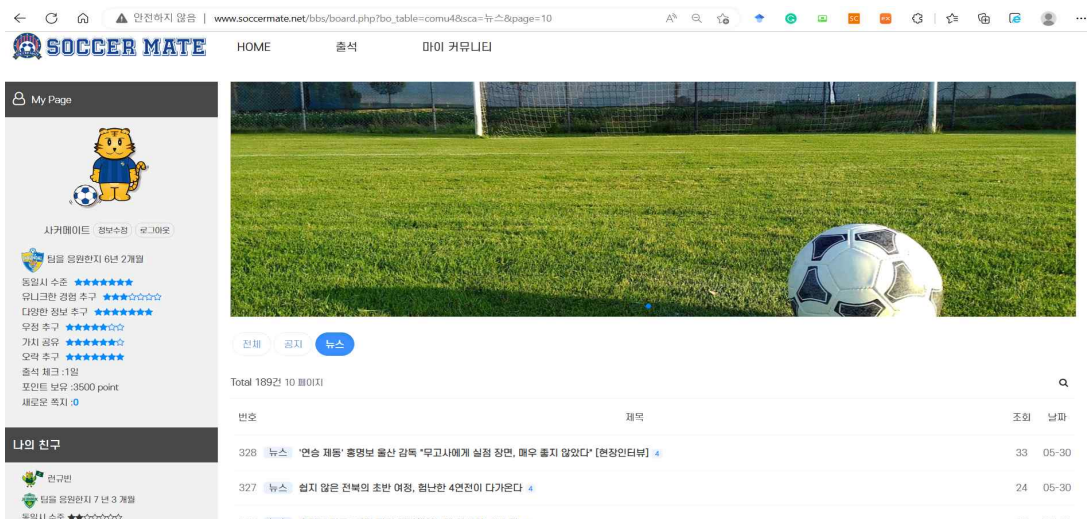 안전하지 않음 | www.soccermate.net/bbs/board.php?bo_table=comu4&sca=뉴스&page=10
SOCCER MATE HOME 출석 마이 커뮤니티
My Page
사커메이트 정보수정 로그아웃
팀을 응원한지 6년 2개월
동일시 수준 ★★★★★★★
유니크한 경험 추구 ★★★☆☆☆☆
다양한 정보 추구 ★★★★★★★
우정 추구 ★★★★★☆☆
가치 공유 ★★★★★★☆
오락 추구 ★★★★★★★
출석 체크 :1일
포인트 보유 :3500 point
새로운 쪽지 :0
나의 친구
런규빈
팀을 응원한지 7 년 3 개월
동일시 수준 ★★☆☆☆☆☆
전체 공지 뉴스
Total 189건 10 페이지
번호 제목 조회 날짜
328 뉴스 '연승 제동' 홍명보 울산 감독 "무고사에게 실점 장면, 매우 좋지 않았다" [현장인터뷰] 4 33 05-30
327 뉴스 쉽지 않은 전북의 초반 여정, 험난한 4연전이 다가온다 4 24 05-30